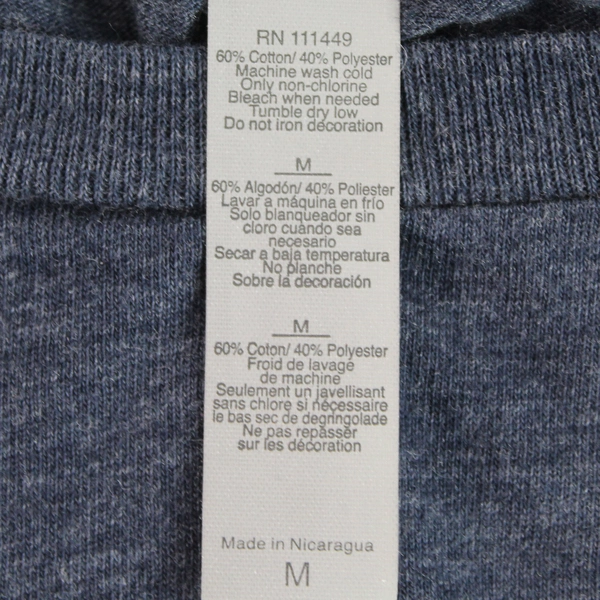 RN 111449
60% Cotton/ 40% Polyester
Machine wash cold
Only non-chlorine
Bleach when needed
Tumble dry low
Do not iron decoration
M
60% Algodón/ 40% Poliester
Lavar a máquina en frío
Solo blanqueador sin
cloro cuándo sea
necesario
Secar a baja temperatura
No planche
Sobre la decoración
M
60% Coton/ 40% Polyester
Froid de lavage
de machine
Seulement un javellisant
sans chlore si nécessaire
le bas sec de degringolade
Ne pas repasser
sur les décoration
Made in Nicaragua
M